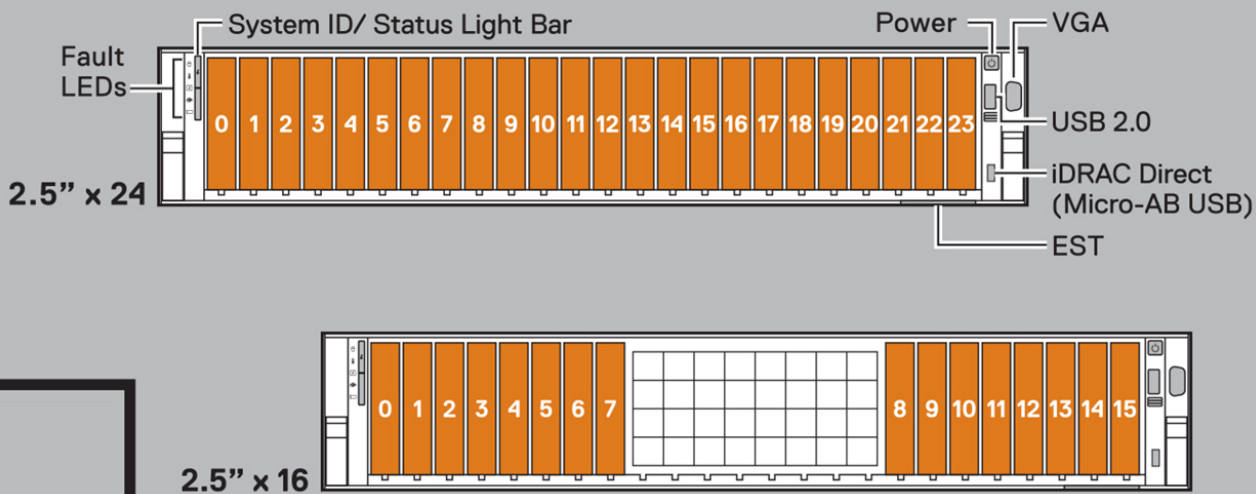 System ID/ Status Light Bar
Power
VGA
Fault
LEDs
0 1 2 3 4 5 6 7 8 9 10 11 12 13 14 15 16 17 18 19 20 21 22 23
USB 2.0
2.5” x 24
iDRAC Direct
(Micro-AB USB)
EST
0 1 2 3 4 5 6 7 8 9 10 11 12 13 14 15
2.5” x 16